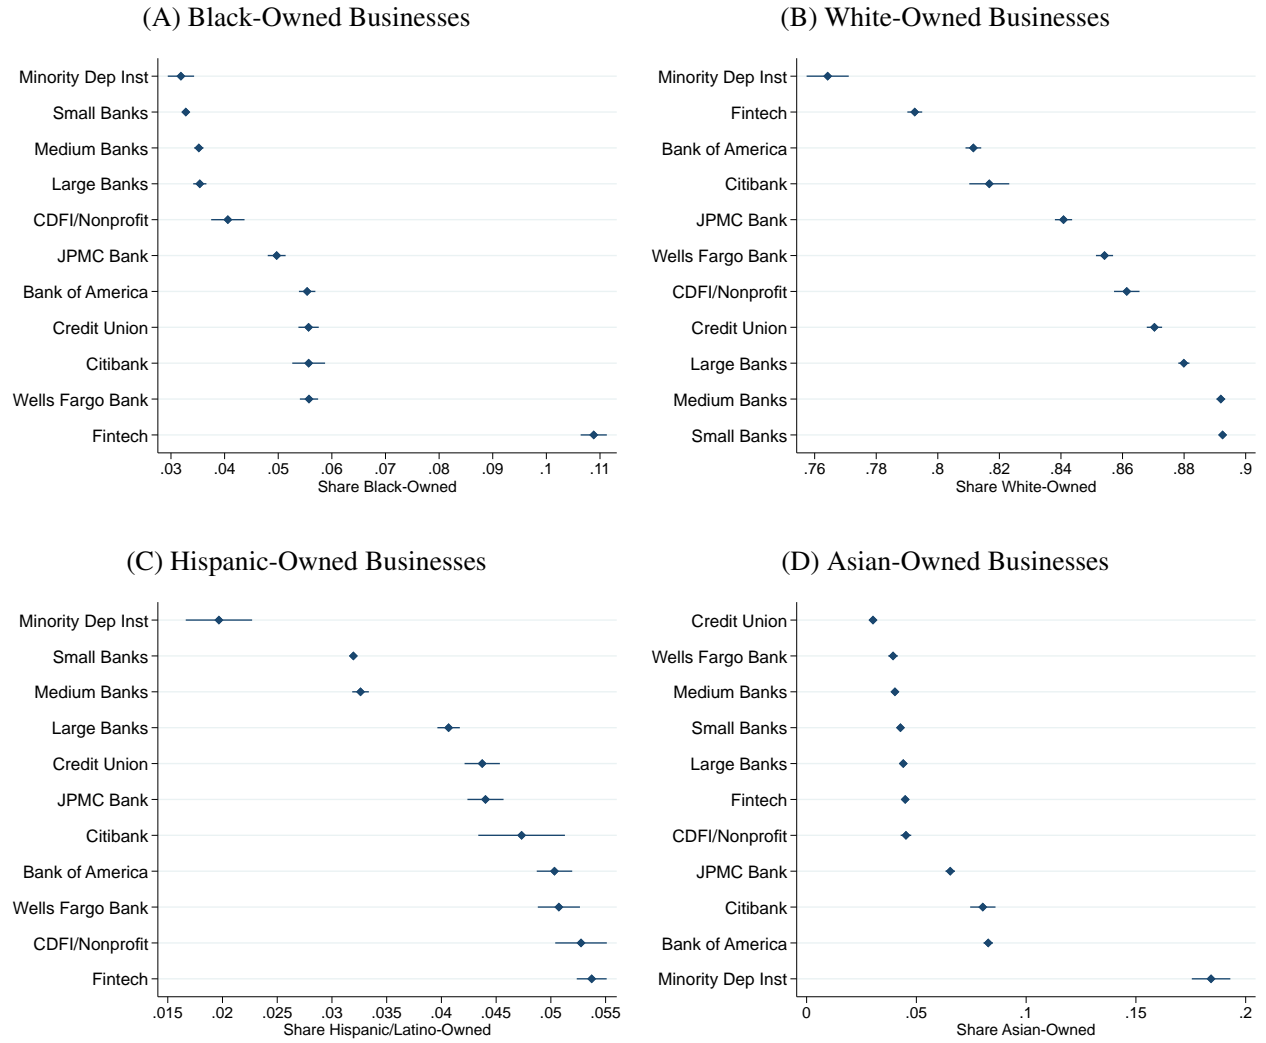 (A) Black-Owned Businesses
Minority Dep Inst
Small Banks
Medium Banks
Large Banks
CDFI/Nonprofit
JPMC Bank
Bank of America
Credit Union
Citibank
Wells Fargo Bank
Fintech
.03 .04 .05 .06 .07 .08 .09 .1 .11
Share Black-Owned
(B) White-Owned Businesses
Minority Dep Inst
Fintech
Bank of America
Citibank
JPMC Bank
Wells Fargo Bank
CDFI/Nonprofit
Credit Union
Large Banks
Medium Banks
Small Banks
.76 .78 .8 .82 .84 .86 .88 .9
Share White-Owned
(C) Hispanic-Owned Businesses
Minority Dep Inst
Small Banks
Medium Banks
Large Banks
Credit Union
JPMC Bank
Citibank
Bank of America
Wells Fargo Bank
CDFI/Nonprofit
Fintech
.015 .02 .025 .03 .035 .04 .045 .05 .055
Share Hispanic/Latino-Owned
(D) Asian-Owned Businesses
Credit Union
Wells Fargo Bank
Medium Banks
Small Banks
Large Banks
Fintech
CDFI/Nonprofit
JPMC Bank
Citibank
Bank of America
Minority Dep Inst
0 .05 .1 .15 .2
Share Asian-Owned